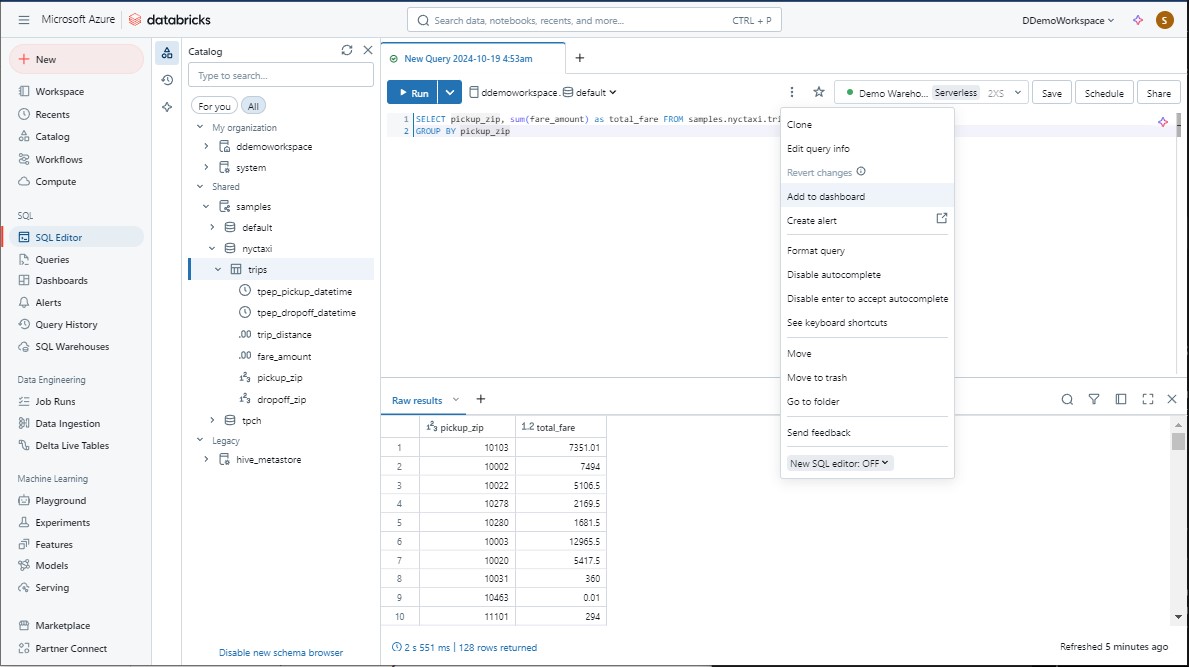 Microsoft Azure
databricks
Search data, notebooks, recents, and more...
CTRL + P
DDemoWorkspace
S
New
Workspace
Recents
Catalog
Workflows
Compute
SQL
SQL Editor
Queries
Dashboards
Alerts
Query History
SQL Warehouses
Data Engineering
Job Runs
Data Ingestion
Delta Live Tables
Machine Learning
Playground
Experiments
Features
Models
Serving
Marketplace
Partner Connect
Catalog
Type to search...
For you
All
My organization
ddemoworkspace
system
Shared
samples
default
nyctaxi
trips
tpep_pickup_datetime
tpep_dropoff_datetime
.00 trip_distance
.00 fare_amount
123 pickup_zip
123 dropoff_zip
tpch
Legacy
hive_metastore
Disable new schema browser
New Query 2024-10-19 4:53am
+
Run
ddemoworkspace.
default
Demo Wareho...
Serverless
2XS
Save
Schedule
Share
1 SELECT pickup_zip, sum(fare_amount) as total_fare FROM samples.nyctaxi.tri
2 GROUP BY pickup_zip
Clone
Edit query info
Revert changes
Add to dashboard
Create alert
Format query
Disable autocomplete
Disable enter to accept autocomplete
See keyboard shortcuts
Move
Move to trash
Go to folder
Send feedback
New SQL editor: OFF
Raw results
+
123 pickup_zip 1.2 total_fare
1 10103 7351.01
2 10002 7494
3 10022 5106.5
4 10278 2169.5
5 10280 1681.5
6 10003 12965.5
7 10020 5417.5
8 10031 360
9 10463 0.01
10 11101 294
2 s 551 ms | 128 rows returned
Refreshed 5 minutes ago